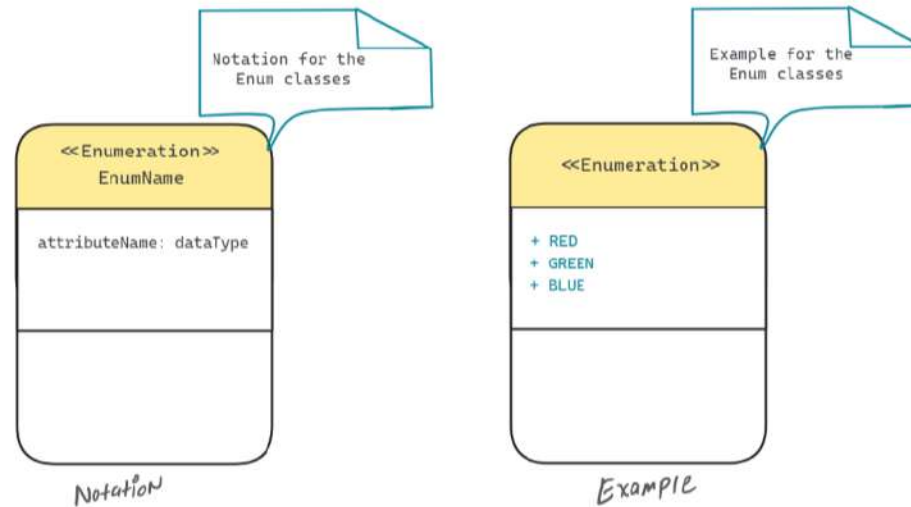 Notation for the
Enum classes
<<Enumeration>>
EnumName
attributeName: dataType
Notation
Example for the
Enum classes
<<Enumeration>>
+ RED
+ GREEN
+ BLUE
Example